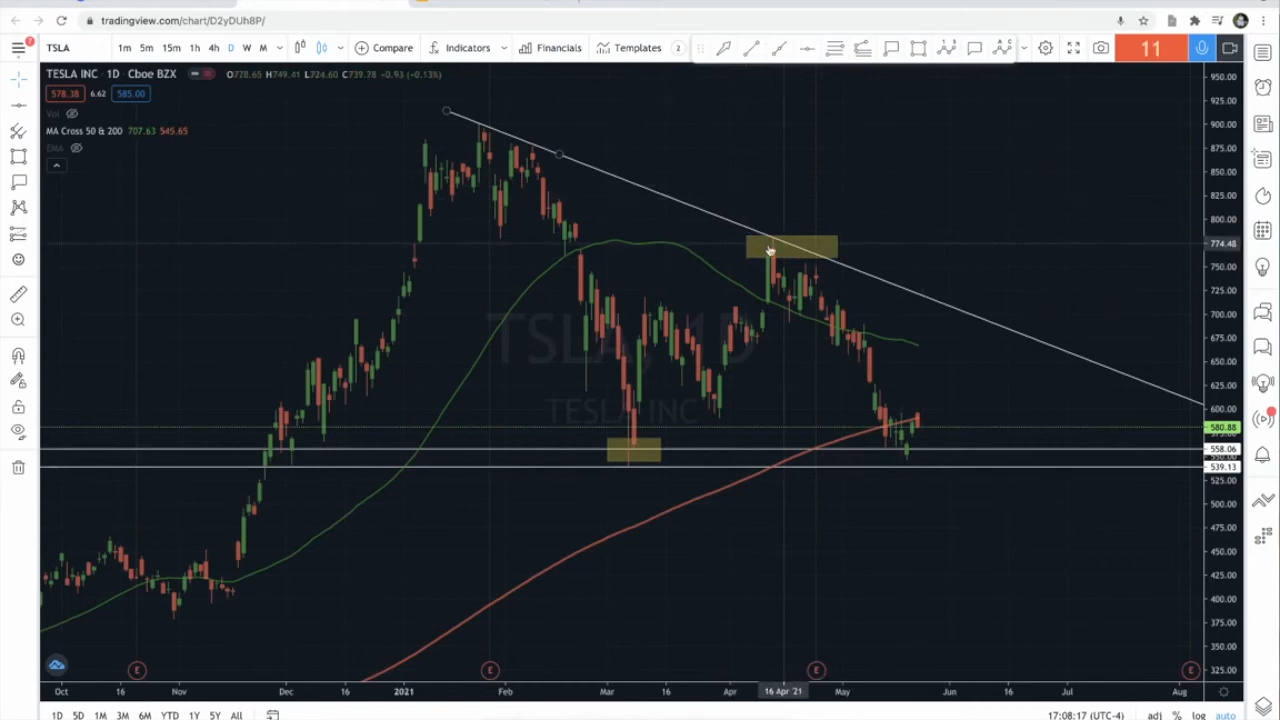 tradingview.com/chart/D2yDUh8P/
7
TSLA 1m 5m 15m 1h 4h D W M Compare Indicators Financials Templates 2 11
TESLA INC · 1D · Cboe BZX O778.65 H749.41 L724.60 C739.78 -0.93 (-0.13%)
578.38 6.62 585.00
Vol
MA Cross 50 & 200 707.63 545.65
EMA
TSLA, 1D
TESLA INC
950.00
925.00
900.00
875.00
850.00
825.00
800.00
774.48
750.00
725.00
700.00
675.00
650.00
625.00
600.00
580.88
558.06
539.13
525.00
500.00
475.00
450.00
425.00
400.00
375.00
350.00
325.00
E E E E
Oct 16 Nov Dec 16 2021 Feb Mar 16 Apr 16 Apr '21 May Jun 16 Jul Aug
1D 5D 1M 3M 6M YTD 1Y 5Y All 17:08:17 (UTC-4) adj % log auto